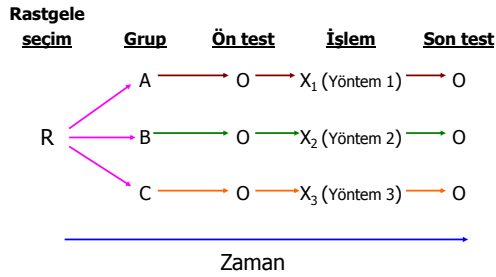 Rastgele
seçim Grup Ön test İşlem Son test
A O X₁ (Yöntem 1) O
R B O X₂ (Yöntem 2) O
C O X₃ (Yöntem 3) O
Zaman